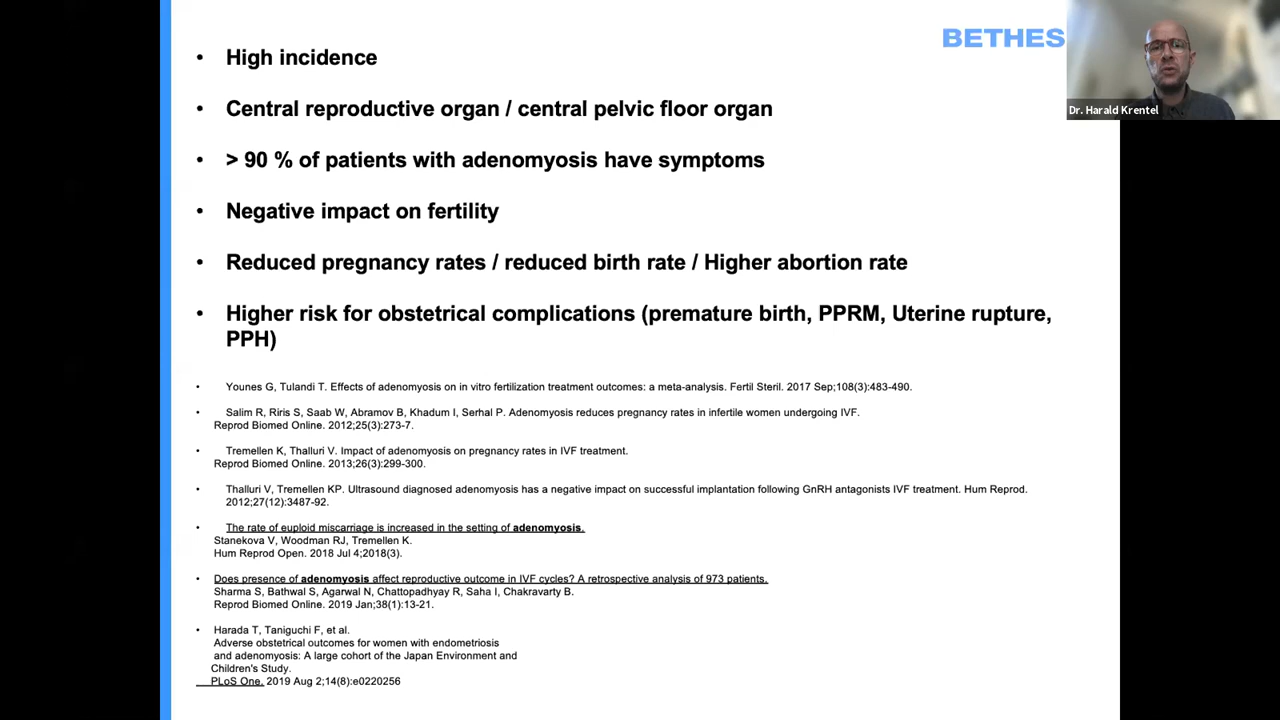 BETHES
Dr. Harald Krentel
• High incidence
• Central reproductive organ / central pelvic floor organ
• > 90 % of patients with adenomyosis have symptoms
• Negative impact on fertility
• Reduced pregnancy rates / reduced birth rate / Higher abortion rate
• Higher risk for obstetrical complications (premature birth, PPRM, Uterine rupture,
PPH)
• Younes G, Tulandi T. Effects of adenomyosis on in vitro fertilization treatment outcomes: a meta-analysis. Fertil Steril. 2017 Sep;108(3):483-490.
• Salim R, Riris S, Saab W, Abramov B, Khadum I, Serhal P. Adenomyosis reduces pregnancy rates in infertile women undergoing IVF.
Reprod Biomed Online. 2012;25(3):273-7.
• Tremellen K, Thalluri V. Impact of adenomyosis on pregnancy rates in IVF treatment.
Reprod Biomed Online. 2013;26(3):299-300.
• Thalluri V, Tremellen KP. Ultrasound diagnosed adenomyosis has a negative impact on successful implantation following GnRH antagonists IVF treatment. Hum Reprod.
2012;27(12):3487-92.
• The rate of euploid miscarriage is increased in the setting of adenomyosis.
Stanekova V, Woodman RJ, Tremellen K.
Hum Reprod Open. 2018 Jul 4;2018(3).
• Does presence of adenomyosis affect reproductive outcome in IVF cycles? A retrospective analysis of 973 patients.
Sharma S, Bathwal S, Agarwal N, Chattopadhyay R, Saha I, Chakravarty B.
Reprod Biomed Online. 2019 Jan;38(1):13-21.
• Harada T, Taniguchi F, et al.
Adverse obstetrical outcomes for women with endometriosis
and adenomyosis: A large cohort of the Japan Environment and
Children's Study.
PLoS One. 2019 Aug 2;14(8):e0220256